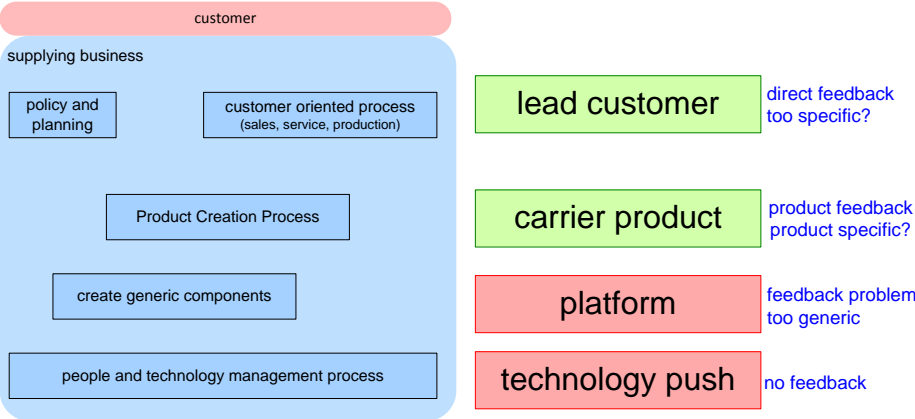 customer
supplying business
policy and
planning
customer oriented process
(sales, service, production)
lead customer
direct feedback
too specific?
Product Creation Process
carrier product
product feedback
product specific?
create generic components
platform
feedback problem
too generic
people and technology management process
technology push
no feedback